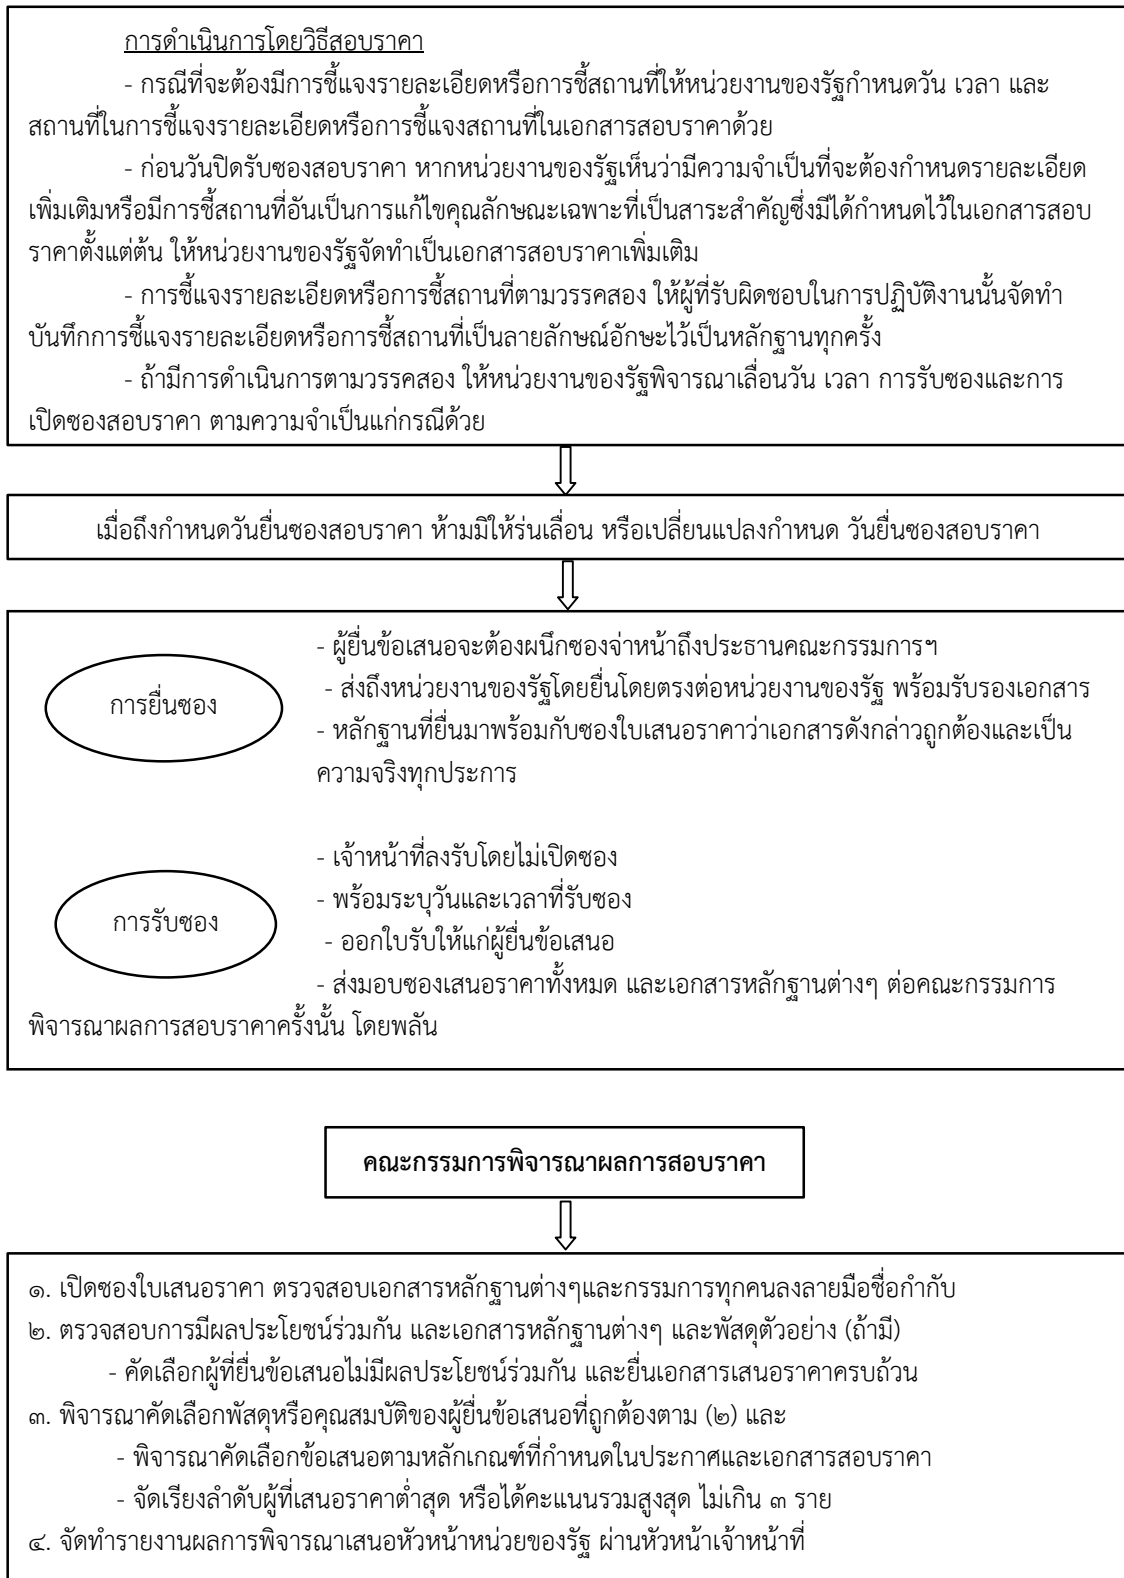 การดำเนินการโดยวิธีสอบราคา
- กรณีที่จะต้องมีการชี้แจงรายละเอียดหรือการชี้สถานที่ให้หน่วยงานของรัฐกำหนดวัน เวลา และ
สถานที่ในการชี้แจงรายละเอียดหรือการชี้แจงสถานที่ในเอกสารสอบราคาด้วย
- ก่อนวันปิดรับซองสอบราคา หากหน่วยงานของรัฐเห็นว่ามีความจำเป็นที่จะต้องกำหนดรายละเอียด
เพิ่มเติมหรือมีการชี้สถานที่อันเป็นการแก้ไขคุณลักษณะเฉพาะที่เป็นสาระสำคัญซึ่งมีได้กำหนดไว้ในเอกสารสอบ
ราคาตั้งแต่ต้น ให้หน่วยงานของรัฐจัดทำเป็นเอกสารสอบราคาเพิ่มเติม
- การชี้แจงรายละเอียดหรือการชี้สถานที่ตามวรรคสอง ให้ผู้ที่รับผิดชอบในการปฏิบัติงานนั้นจัดทำ
บันทึกการชี้แจงรายละเอียดหรือการชี้สถานที่เป็นลายลักษณ์อักษะไว้เป็นหลักฐานทุกครั้ง
- ถ้ามีการดำเนินการตามวรรคสอง ให้หน่วยงานของรัฐพิจารณาเลื่อนวัน เวลา การรับซองและการ
เปิดซองสอบราคา ตามความจำเป็นแก่กรณีด้วย
เมื่อถึงกำหนดวันยื่นซองสอบราคา ห้ามมิให้ร่นเลื่อน หรือเปลี่ยนแปลงกำหนด วันยื่นซองสอบราคา
การยื่นซอง
- ผู้ยื่นข้อเสนอจะต้องผนึกซองจ่าหน้าถึงประธานคณะกรรมการฯ
- ส่งถึงหน่วยงานของรัฐโดยยื่นโดยตรงต่อหน่วยงานของรัฐ พร้อมรับรองเอกสาร
- หลักฐานที่ยื่นมาพร้อมกับซองใบเสนอราคาว่าเอกสารดังกล่าวถูกต้องและเป็น
ความจริงทุกประการ
การรับซอง
- เจ้าหน้าที่ลงรับโดยไม่เปิดซอง
- พร้อมระบุวันและเวลาที่รับซอง
- ออกใบรับให้แก่ผู้ยื่นข้อเสนอ
- ส่งมอบซองเสนอราคาทั้งหมด และเอกสารหลักฐานต่างๆ ต่อคณะกรรมการ
พิจารณาผลการสอบราคาครั้งนั้น โดยพลัน
คณะกรรมการพิจารณาผลการสอบราคา
๑. เปิดซองใบเสนอราคา ตรวจสอบเอกสารหลักฐานต่างๆและกรรมการทุกคนลงลายมือชื่อกำกับ
๒. ตรวจสอบการมีผลประโยชน์ร่วมกัน และเอกสารหลักฐานต่างๆ และพัสดุตัวอย่าง (ถ้ามี)
- คัดเลือกผู้ที่ยื่นข้อเสนอไม่มีผลประโยชน์ร่วมกัน และยื่นเอกสารเสนอราคาครบถ้วน
๓. พิจารณาคัดเลือกพัสดุหรือคุณสมบัติของผู้ยื่นข้อเสนอที่ถูกต้องตาม (๒) และ
- พิจารณาคัดเลือกข้อเสนอตามหลักเกณฑ์ที่กำหนดในประกาศและเอกสารสอบราคา
- จัดเรียงลำดับผู้ที่เสนอราคาต่ำสุด หรือได้คะแนนรวมสูงสุด ไม่เกิน ๓ ราย
๔. จัดทำรายงานผลการพิจารณาเสนอหัวหน้าหน่วยของรัฐ ผ่านหัวหน้าเจ้าหน้าที่